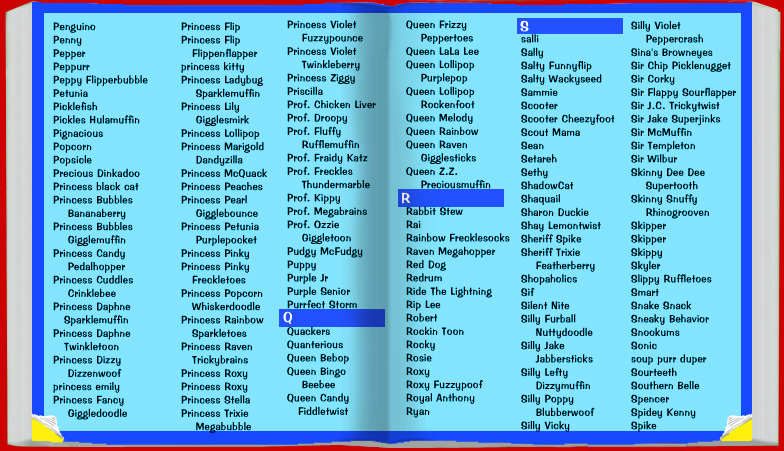 Penguino
Penny
Pepper
Peppurr
Peppy Flipperbubble
Petunia
Picklefish
Pickles Hulamuffin
Pignacious
Popcorn
Popsicle
Precious Dinkadoo
Princess black cat
Princess Bubbles
Bananaberry
Princess Bubbles
Gigglemuffin
Princess Candy
Pedalhopper
Princess Cuddles
Crinklebee
Princess Daphne
Sparklemuffin
Princess Daphne
Twinkletoon
Princess Dizzy
Dizzenwoof
princess emily
Princess Fancy
Giggledoodle
Princess Flip
Princess Flip
Flippenflapper
princess kitty
Princess Ladybug
Sparklemuffin
Princess Lily
Gigglesmirk
Princess Lollipop
Princess Marigold
Dandyzilla
Princess McQuack
Princess Peaches
Princess Pearl
Gigglebounce
Princess Petunia
Purplepocket
Princess Pinky
Princess Pinky
Freckletoes
Princess Popcorn
Whiskerdoodle
Princess Rainbow
Sparkletoes
Princess Raven
Trickybrains
Princess Roxy
Princess Roxy
Princess Stella
Princess Trixie
Megabubble
Princess Violet
Fuzzypounce
Princess Violet
Twinkleberry
Princess Ziggy
Priscilla
Prof. Chicken Liver
Prof. Droopy
Prof. Fluffy
Rufflemuffin
Prof. Fraidy Katz
Prof. Freckles
Thundermarble
Prof. Kippy
Prof. Megabrains
Prof. Ozzie
Giggletoon
Pudgy McFudgy
Puppy
Purple Jr
Purple Senior
Purrfect Storm
Q
Quackers
Quanterious
Queen Bebop
Queen Bingo
Beebee
Queen Candy
Fiddletwist
Queen Frizzy
Peppertoes
Queen LaLa Lee
Queen Lollipop
Purplepop
Queen Lollipop
Rockenfoot
Queen Melody
Queen Rainbow
Queen Raven
Gigglesticks
Queen Z.Z.
Preciousmuffin
R
Rabbit Stew
Rai
Rainbow Frecklesocks
Raven Megahopper
Red Dog
Redrum
Ride The Lightning
Rip Lee
Robert
Rockin Toon
Rocky
Rosie
Roxy
Roxy Fuzzypoof
Royal Anthony
Ryan
S
salli
Sally
Salty Funnyflip
Salty Wackyseed
Sammie
Scooter
Scooter Cheezyfoot
Scout Mama
Sean
Setareh
Sethy
ShadowCat
Shaquail
Sharon Duckie
Shay Lemontwist
Sheriff Spike
Sheriff Trixie
Featherberry
Shopaholics
Sif
Silent Nite
Silly Furball
Nuttydoodle
Silly Jake
Jabbersticks
Silly Lefty
Dizzymuffin
Silly Poppy
Blubberwoof
Silly Vicky
Silly Violet
Peppercrash
Sina's Browneyes
Sir Chip Picklenugget
Sir Corky
Sir Flappy Sourflapper
Sir J.C. Trickytwist
Sir Jake Superjinks
Sir McMuffin
Sir Templeton
Sir Wilbur
Skinny Dee Dee
Supertooth
Skinny Snuffy
Rhinogrooven
Skipper
Skipper
Skippy
Skyler
Slippy Ruffletoes
Smart
Snake Snack
Sneaky Behavior
Snookums
Sonic
soup purr duper
Sourteeth
Southern Belle
Spencer
Spidey Kenny
Spike